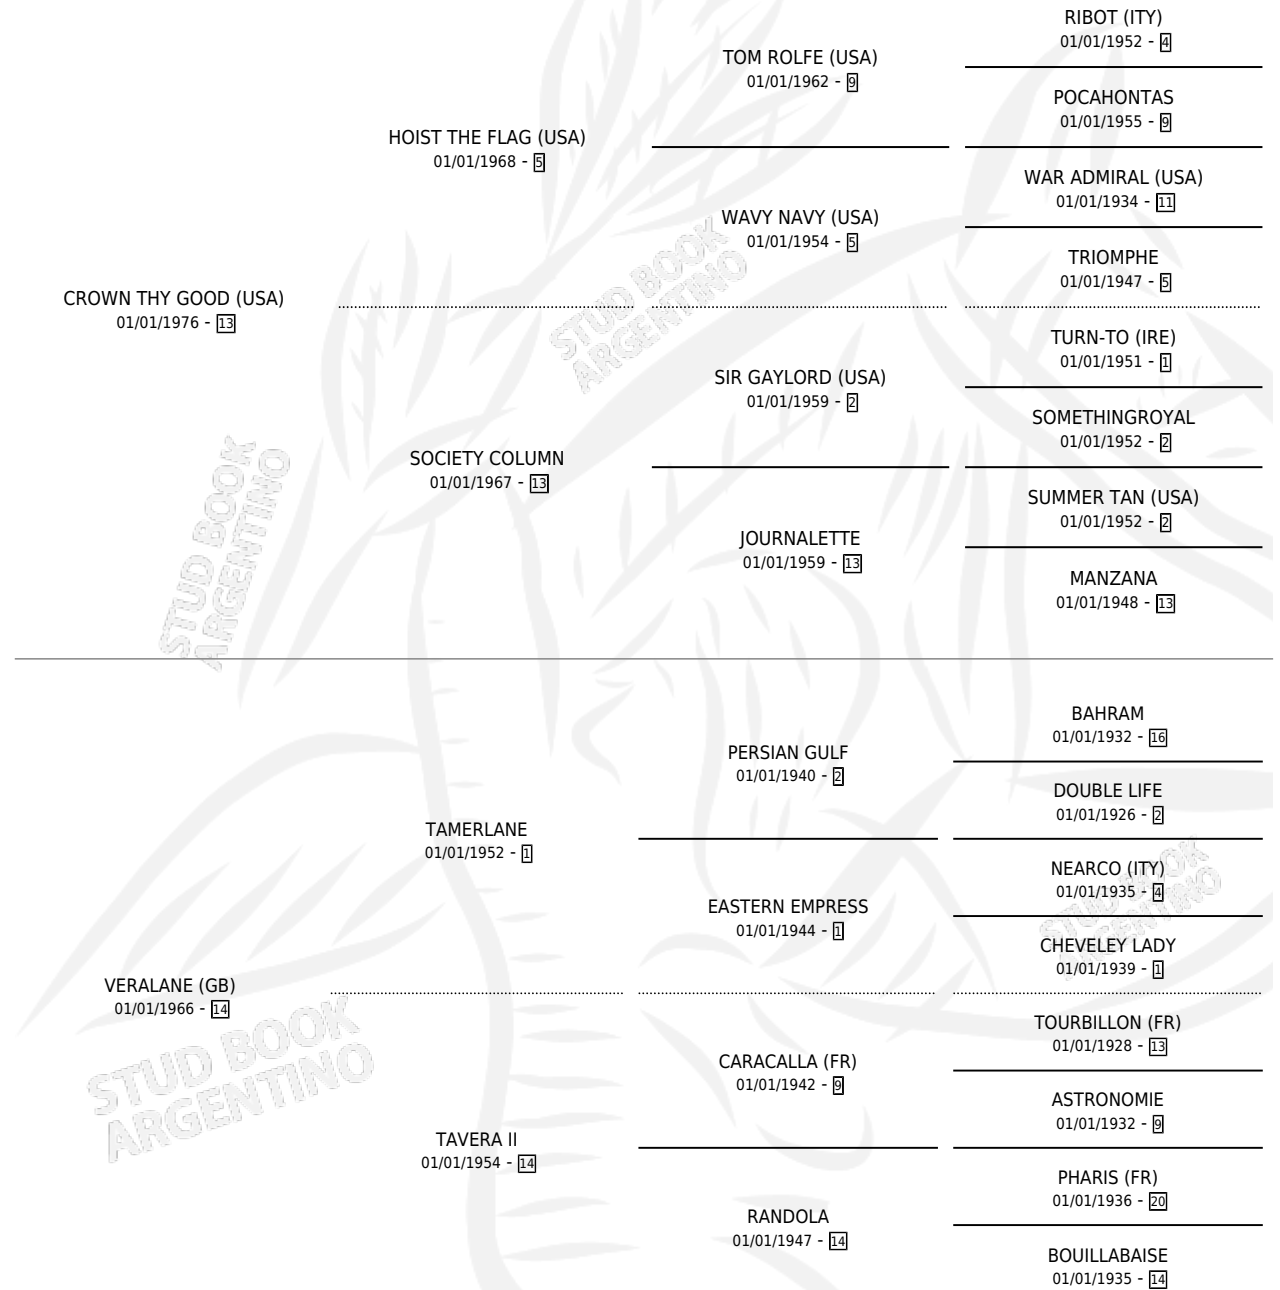 RIBOT (ITY)
01/01/1952 - 4
TOM ROLFE (USA)
01/01/1962 - 9
POCAHONTAS
01/01/1955 - 9
HOIST THE FLAG (USA)
01/01/1968 - 5
WAR ADMIRAL (USA)
01/01/1934 - 11
WAVY NAVY (USA)
01/01/1954 - 5
TRIOMPHE
01/01/1947 - 5
CROWN THY GOOD (USA)
01/01/1976 - 13
TURN-TO (IRE)
01/01/1951 - 1
SIR GAYLORD (USA)
01/01/1959 - 2
SOMETHINGROYAL
01/01/1952 - 2
SOCIETY COLUMN
01/01/1967 - 13
SUMMER TAN (USA)
01/01/1952 - 2
JOURNALETTE
01/01/1959 - 13
MANZANA
01/01/1948 - 13
STUD BOOK
ARGENTINO
STUD BOOK
ARGENTINO
BAHRAM
01/01/1932 - 16
PERSIAN GULF
01/01/1940 - 2
DOUBLE LIFE
01/01/1926 - 2
TAMERLANE
01/01/1952 - 1
NEARCO (ITY)
01/01/1935 - 4
EASTERN EMPRESS
01/01/1944 - 1
CHEVELEY LADY
01/01/1939 - 1
STUD BOOK
ARGENTINO
VERALANE (GB)
01/01/1966 - 14
TOURBILLON (FR)
01/01/1928 - 13
CARACALLA (FR)
01/01/1942 - 9
ASTRONOMIE
01/01/1932 - 9
STUD BOOK
ARGENTINO
TAVERA II
01/01/1954 - 14
PHARIS (FR)
01/01/1936 - 20
RANDOLA
01/01/1947 - 14
BOUILLABAISE
01/01/1935 - 14